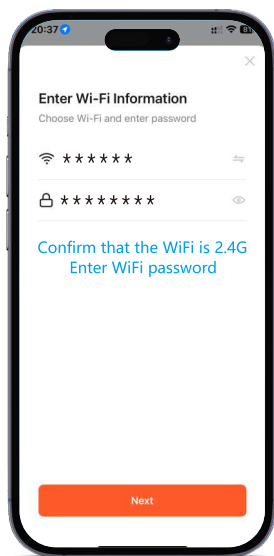 20:37
81
Enter Wi-Fi Information
Choose Wi-Fi and enter password
******
********
Confirm that the WiFi is 2.4G
Enter WiFi password
Next